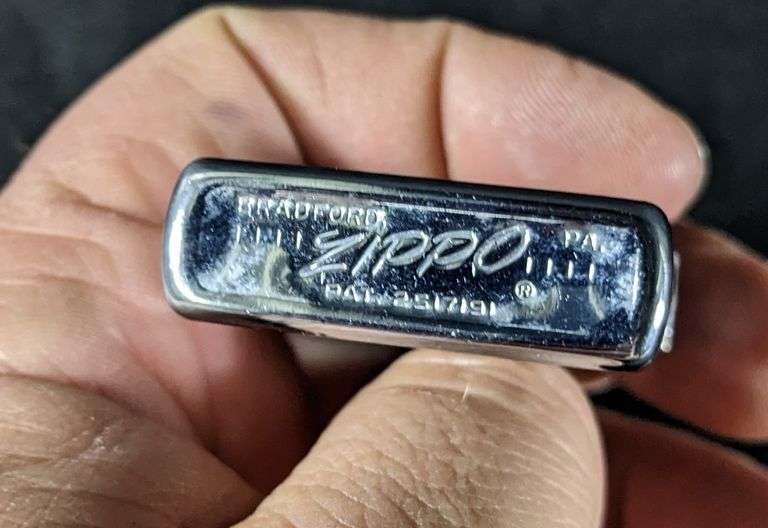 BRADFORD, PA.
||||
ZIPPO
||||
PAT. 2517191 ®